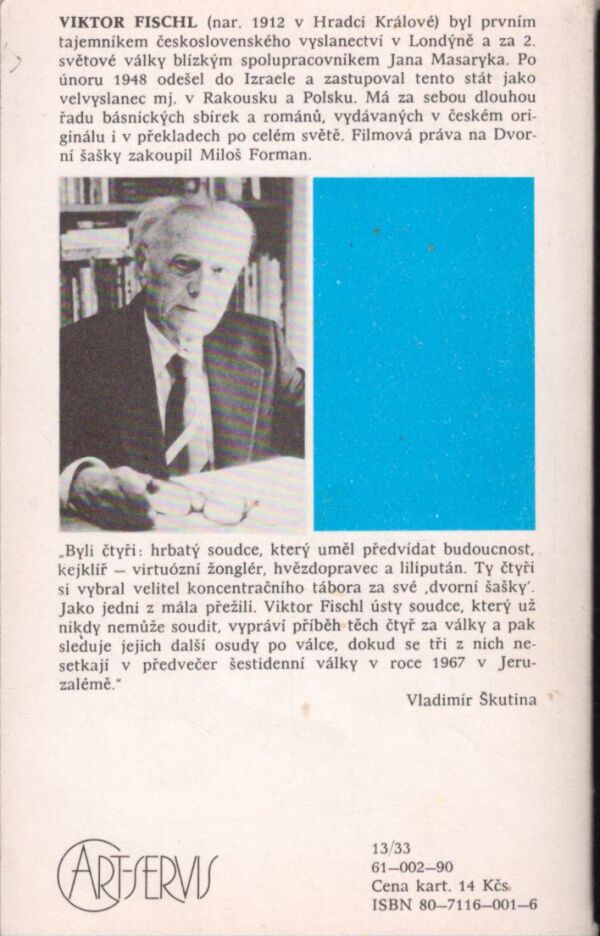 VIKTOR FISCHL (nar. 1912 v Hradci Králové) byl prvním
tajemníkem československého vyslanectví v Londýně a za 2.
světové války blízkým spolupracovníkem Jana Masaryka. Po
únoru 1948 odešel do Izraele a zastupoval tento stát jako
velvyslanec mj. v Rakousku a Polsku. Má za sebou dlouhou
řadu básnických sbírek a románů, vydávaných v českém ori-
ginálu i v překladech po celém světě. Filmová práva na Dvor-
ní šašky zakoupil Miloš Forman.
„Byli čtyři: hrbatý soudce, který uměl předvídat budoucnost,
kejklíř — virtuózní žonglér, hvězdopravec a lilipután. Ty čtyři
si vybral velitel koncentračního tábora za své ‚dvorní šašky‘.
Jako jedni z mála přežili. Viktor Fischl ústy soudce, který už
nikdy nemůže soudit, vypráví příběh těch čtyř za války a pak
sleduje jejich další osudy po válce, dokud se tři z nich ne-
setkají v předvečer šestidenní války v roce 1967 v Jeru-
zalémě.“
Vladimír Škutina
ART-SERVIS
13/33
61—002—90
Cena kart. 14 Kčs
ISBN 80—7116—001—6